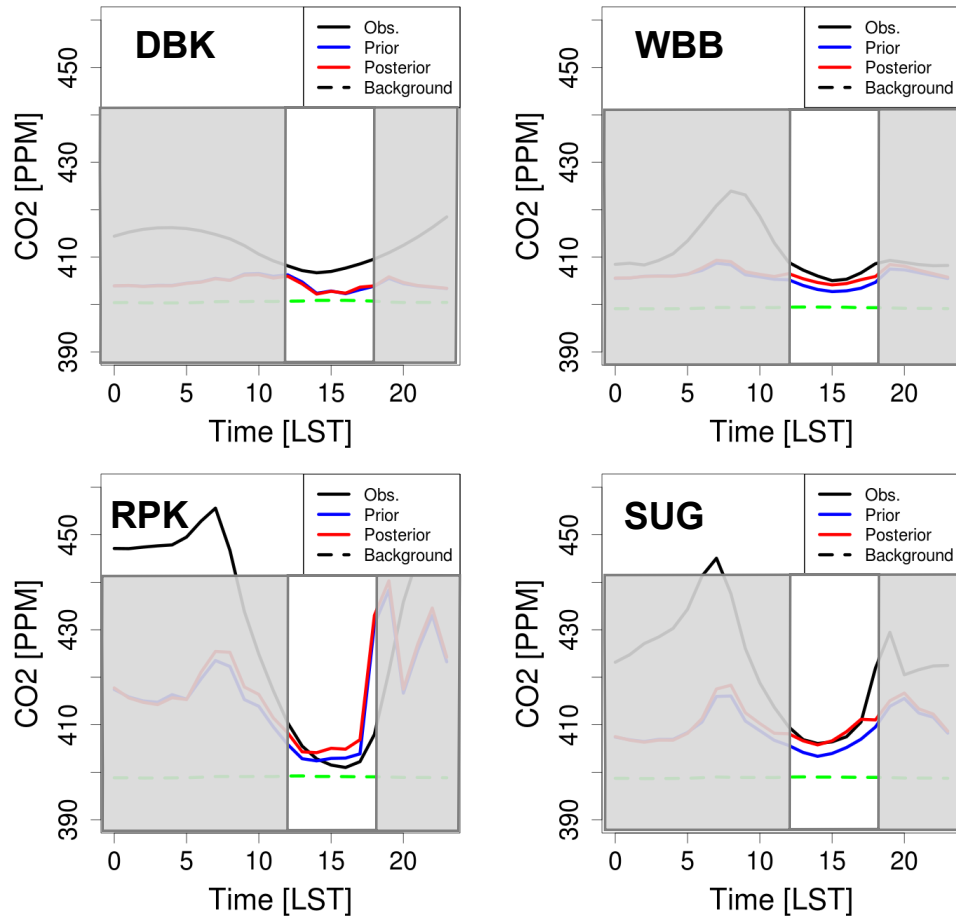 DBK
Obs.
Prior
Posterior
Background
CO2 [PPM]
450
430
410
390
0 5 10 15 20
Time [LST]
WBB
Obs.
Prior
Posterior
Background
CO2 [PPM]
450
430
410
390
0 5 10 15 20
Time [LST]
RPK
Obs.
Prior
Posterior
Background
CO2 [PPM]
450
430
410
390
0 5 10 15 20
Time [LST]
SUG
Obs.
Prior
Posterior
Background
CO2 [PPM]
450
430
410
390
0 5 10 15 20
Time [LST]